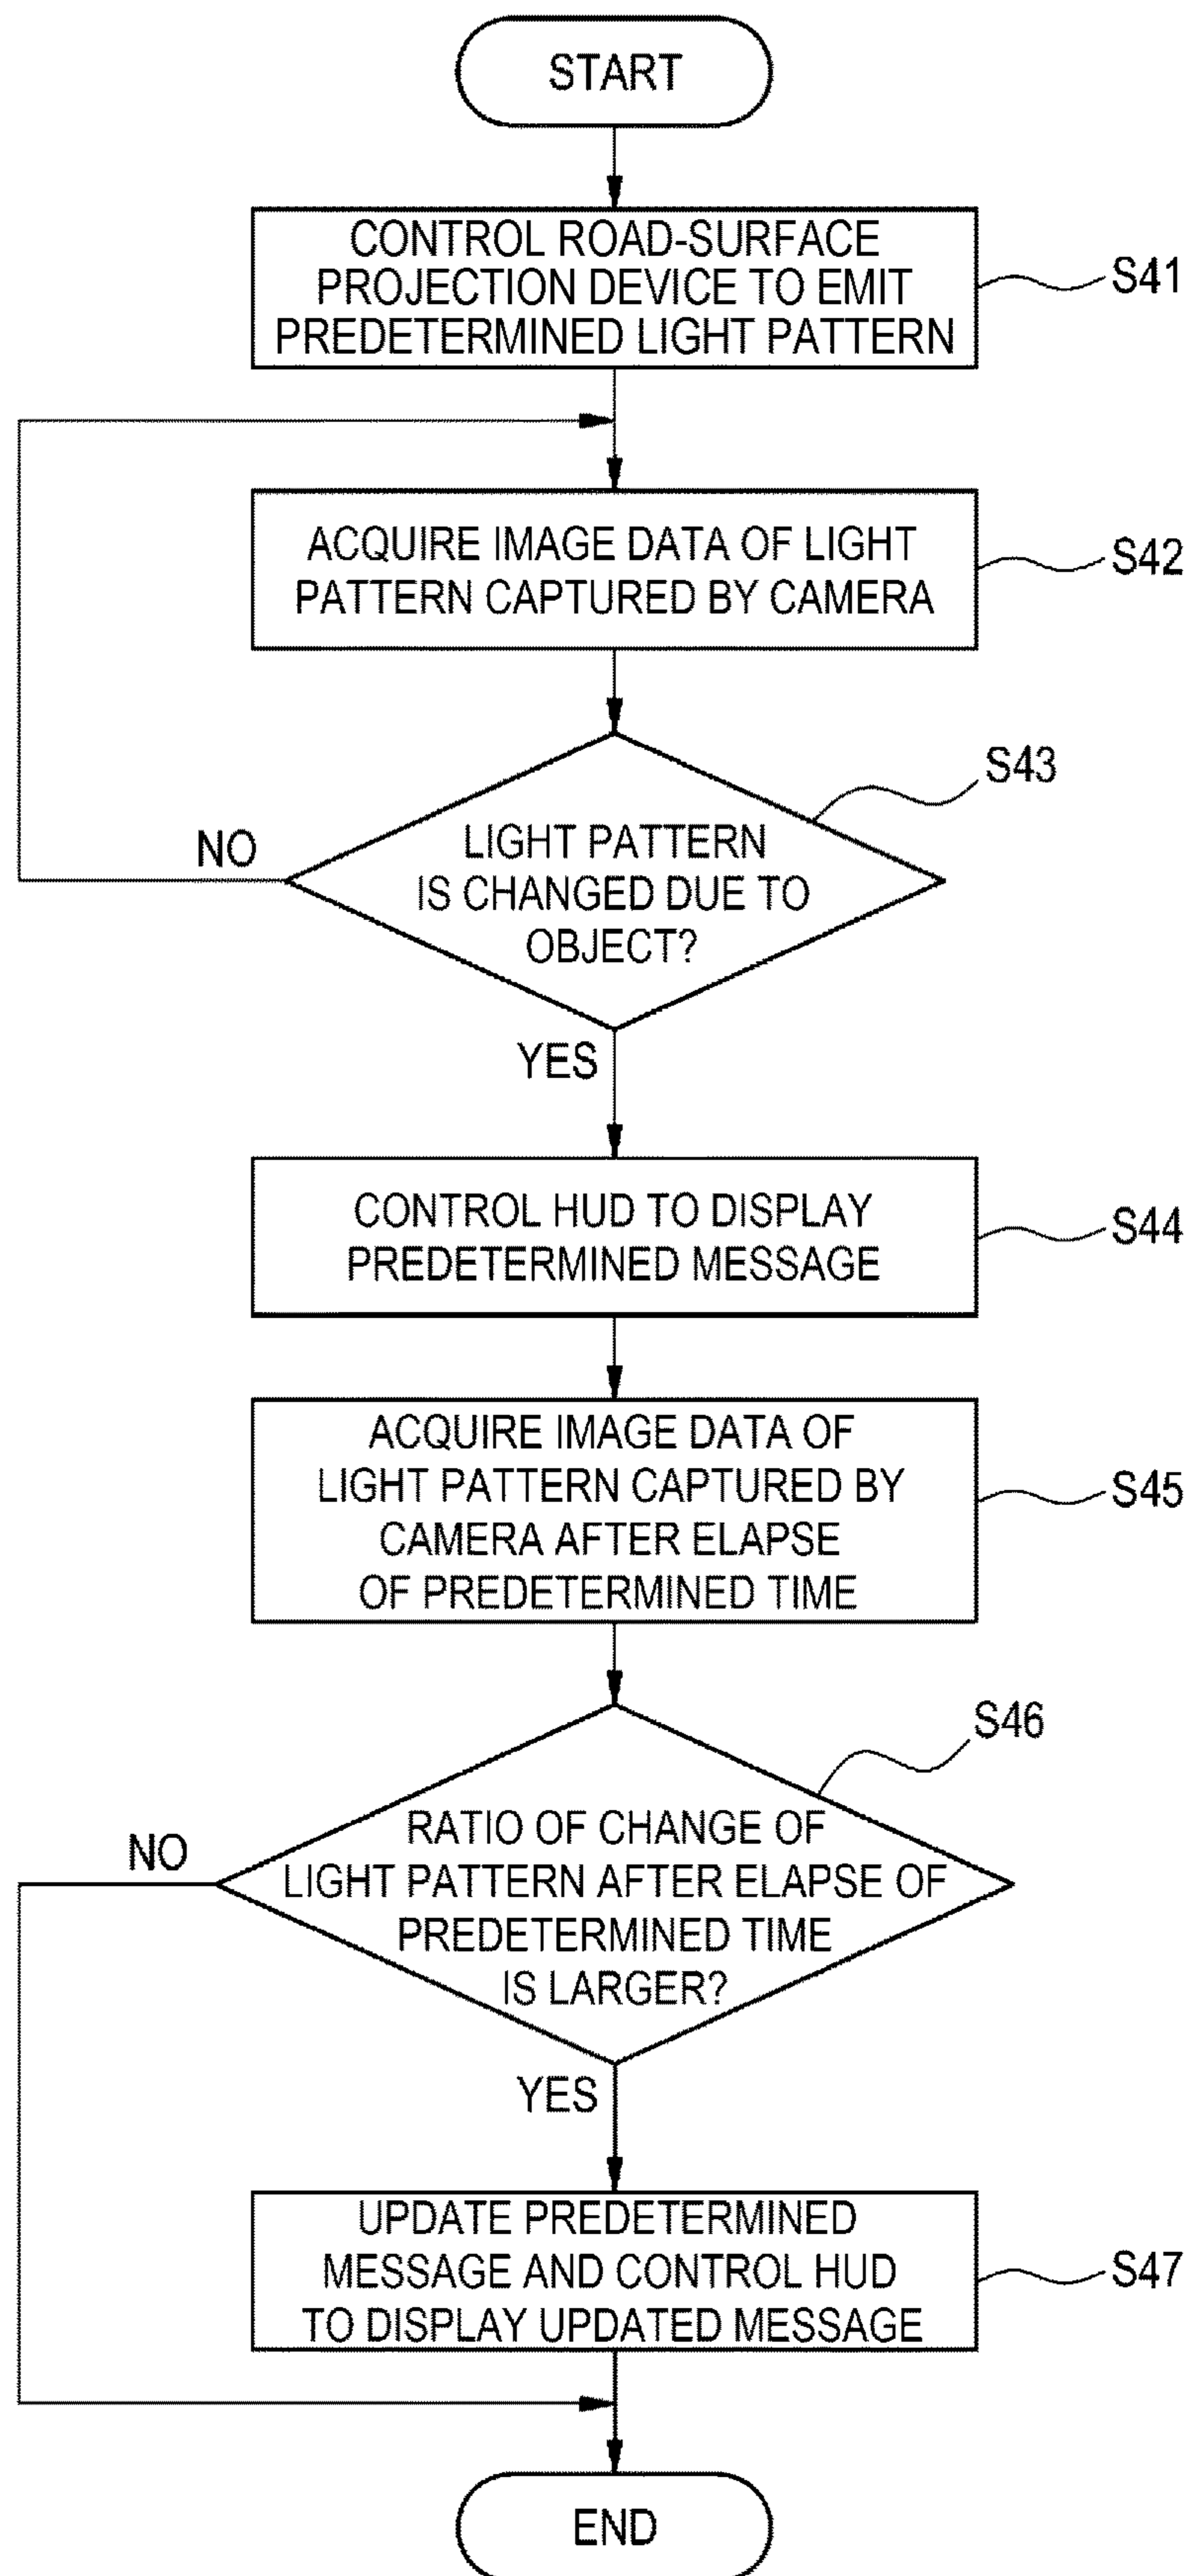 START
CONTROL ROAD-SURFACE
PROJECTION DEVICE TO EMIT
PREDETERMINED LIGHT PATTERN
S41
ACQUIRE IMAGE DATA OF LIGHT
PATTERN CAPTURED BY CAMERA
S42
S43
LIGHT PATTERN
IS CHANGED DUE TO
OBJECT?
NO
YES
CONTROL HUD TO DISPLAY
PREDETERMINED MESSAGE
S44
ACQUIRE IMAGE DATA OF
LIGHT PATTERN CAPTURED BY
CAMERA AFTER ELAPSE
OF PREDETERMINED TIME
S45
S46
RATIO OF CHANGE OF
LIGHT PATTERN AFTER ELAPSE OF
PREDETERMINED TIME
IS LARGER?
NO
YES
UPDATE PREDETERMINED
MESSAGE AND CONTROL HUD
TO DISPLAY UPDATED MESSAGE
S47
END